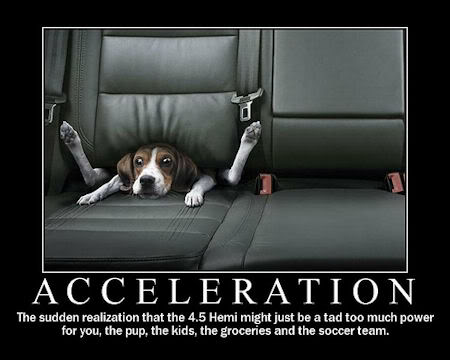 ACCELERATION
The sudden realization that the 4.5 Hemi might just be a tad too much power
for you, the pup, the kids, the groceries and the soccer team.